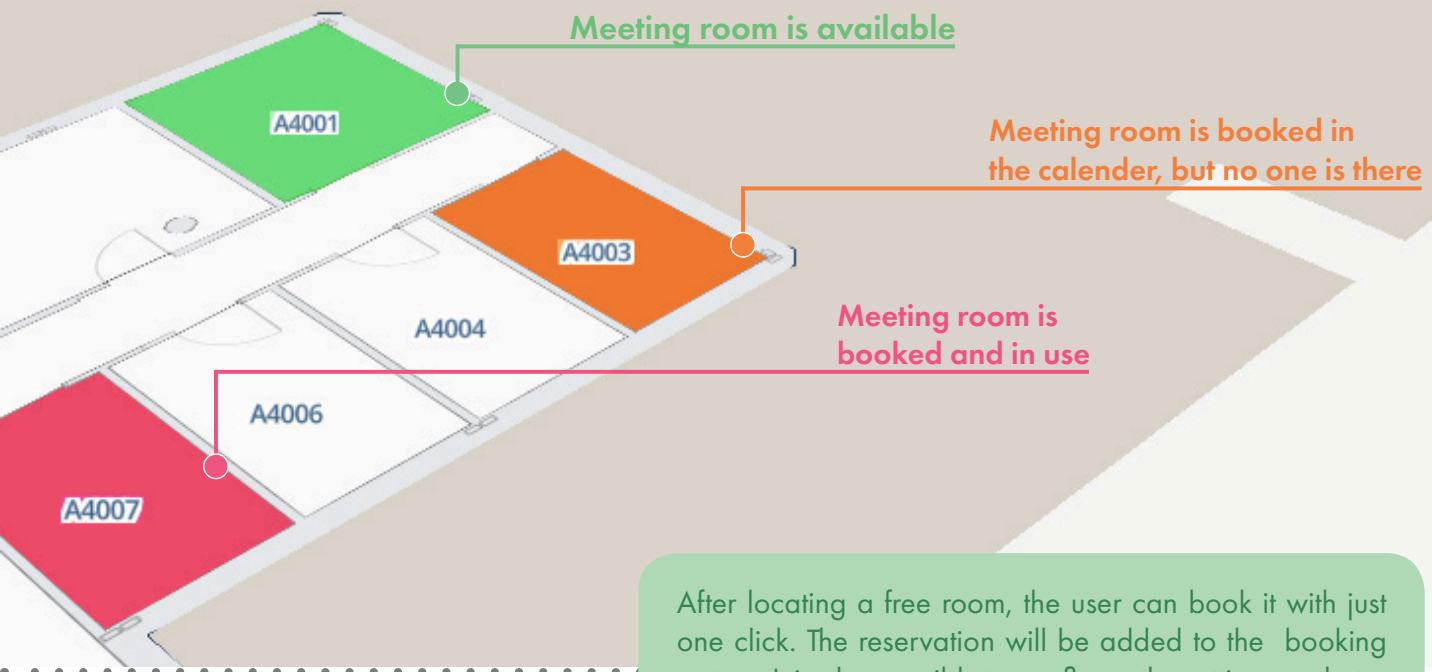 Meeting room is available
A4001
Meeting room is booked in
the calender, but no one is there
A4003
Meeting room is
booked and in use
A4004
A4006
A4007
After locating a free room, the user can book it with just
one click. The reservation will be added to the booking